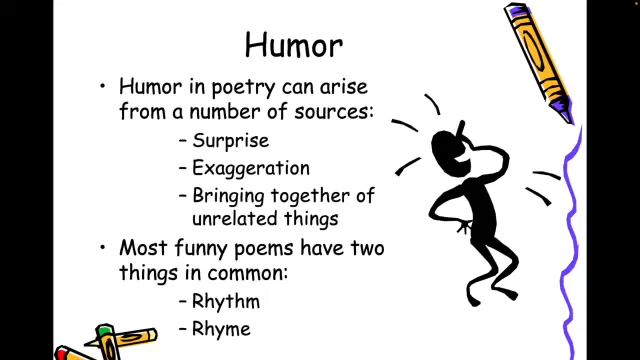 Humor
• Humor in poetry can arise
from a number of sources:
– Surprise
– Exaggeration
– Bringing together of
unrelated things
• Most funny poems have two
things in common:
– Rhythm
– Rhyme